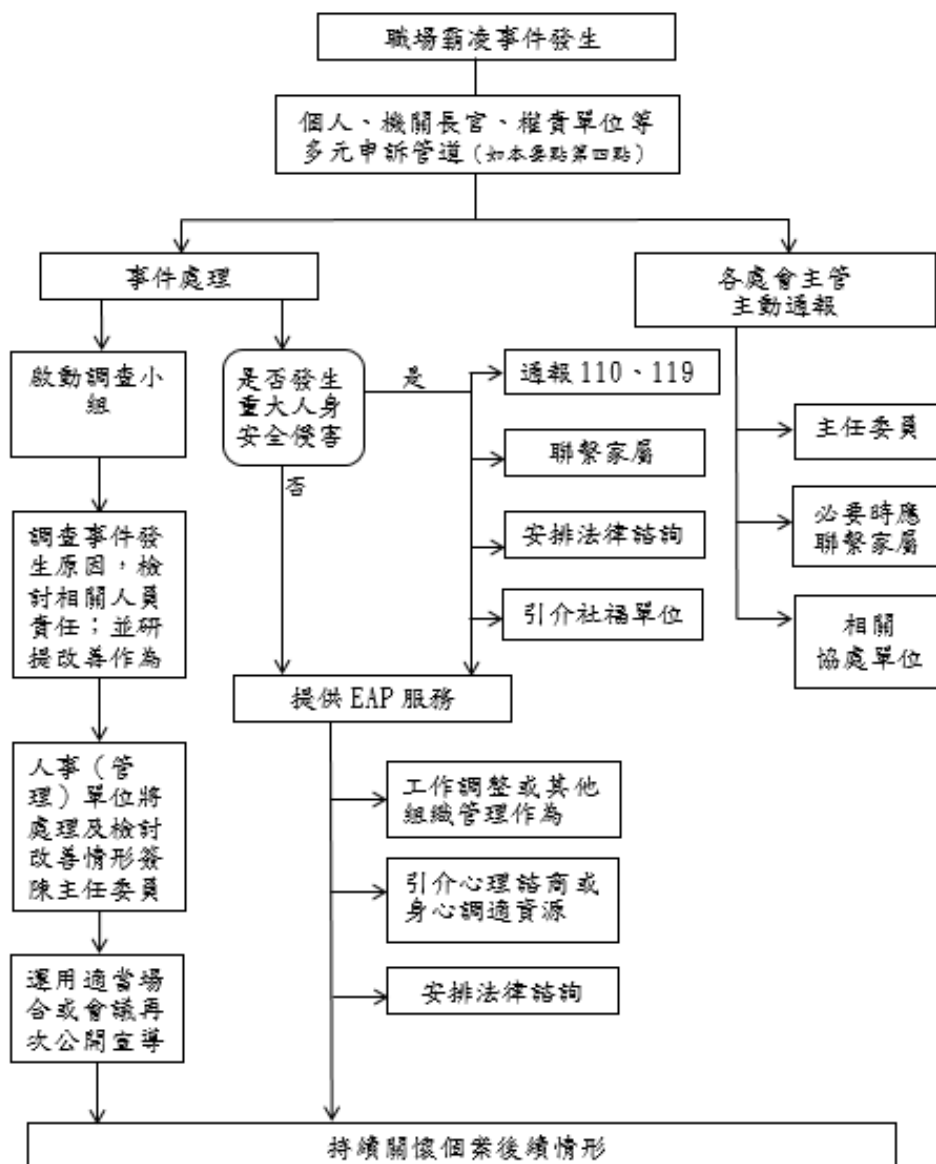 職場霸凌事件發生
個人、機關長官、權責單位等
多元申訴管道(如本要點第四點)
事件處理
各處會主管
主動通報
啟動調查小
組
是否發生
重大人身
安全侵害
是
否
通報 110、119
聯繫家屬
安排法律諮詢
引介社福單位
主任委員
必要時應
聯繫家屬
相關
協處單位
調查事件發
生原因，檢
討相關人員
責任；並研
提改善作為
提供 EAP 服務
人事（管
理）單位將
處理及檢討
改善情形簽
陳主任委員
工作調整或其他
組織管理作為
引介心理諮商或
身心調適資源
安排法律諮詢
運用適當場
合或會議再
次公開宣導
持續關懷個案後續情形